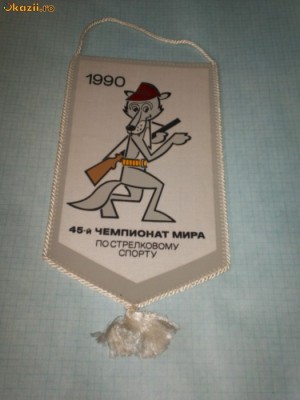 okazii.ro
1990
45-й ЧЕМПИОНАТ МИРА
ПО СТРЕЛКОВОМУ
СПОРТУ